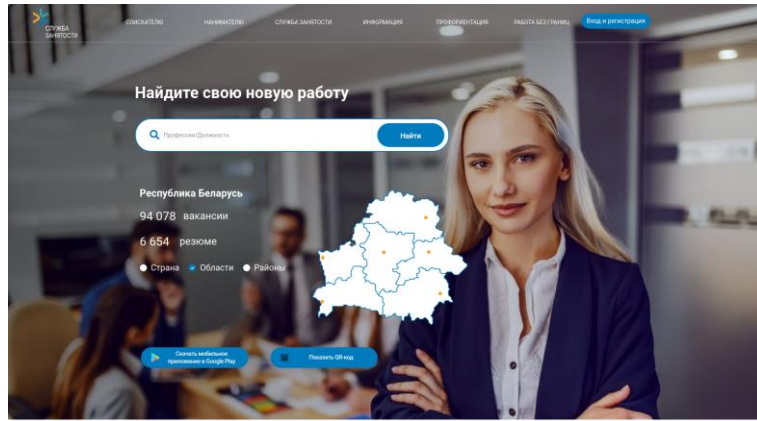 СЛУЖБА
ЗАНЯТОСТИ
СОИСКАТЕЛЮ НАНИМАТЕЛЮ СЛУЖБА ЗАНЯТОСТИ ИНФОРМАЦИЯ ПРОФОРИЕНТАЦИЯ РАБОТА БЕЗ ГРАНИЦ Вход и регистрация
Найдите свою новую работу
Профессия/Должность Найти
Республика Беларусь
94 078 вакансии
6 654 резюме
Страна Области Районы
Скачать мобильное
приложение в Google Play
Показать QR-код